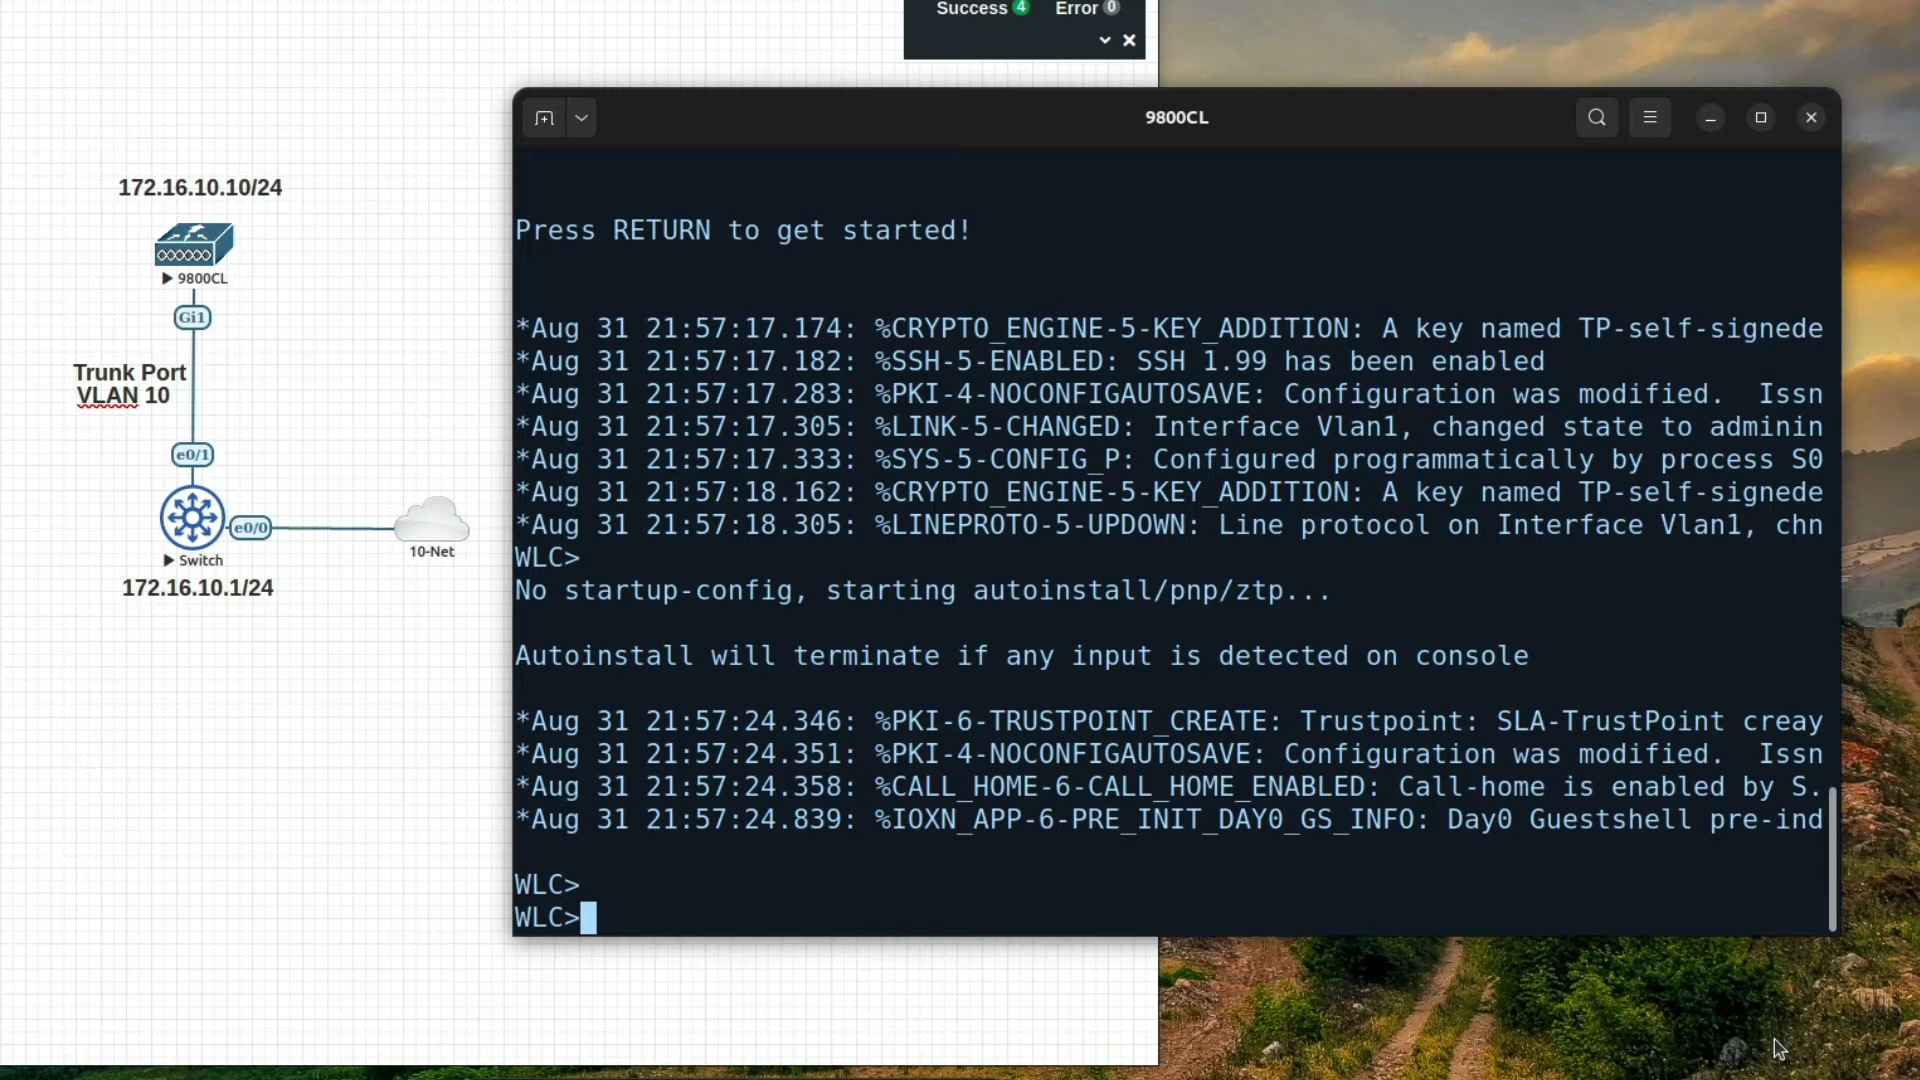 Success 4 Error 0
172.16.10.10/24
9800CL
Gi1
Trunk Port
VLAN 10
e0/1
e0/0
10-Net
Switch
172.16.10.1/24
9800CL
Press RETURN to get started!
*Aug 31 21:57:17.174: %CRYPTO_ENGINE-5-KEY_ADDITION: A key named TP-self-signede
*Aug 31 21:57:17.182: %SSH-5-ENABLED: SSH 1.99 has been enabled
*Aug 31 21:57:17.283: %PKI-4-NOCONFIGAUTOSAVE: Configuration was modified.  Issn
*Aug 31 21:57:17.305: %LINK-5-CHANGED: Interface Vlan1, changed state to adminin
*Aug 31 21:57:17.333: %SYS-5-CONFIG_P: Configured programmatically by process S0
*Aug 31 21:57:18.162: %CRYPTO_ENGINE-5-KEY_ADDITION: A key named TP-self-signede
*Aug 31 21:57:18.305: %LINEPROTO-5-UPDOWN: Line protocol on Interface Vlan1, chn
WLC>
No startup-config, starting autoinstall/pnp/ztp...
Autoinstall will terminate if any input is detected on console
*Aug 31 21:57:24.346: %PKI-6-TRUSTPOINT_CREATE: Trustpoint: SLA-TrustPoint creay
*Aug 31 21:57:24.351: %PKI-4-NOCONFIGAUTOSAVE: Configuration was modified.  Issn
*Aug 31 21:57:24.358: %CALL_HOME-6-CALL_HOME_ENABLED: Call-home is enabled by S.
*Aug 31 21:57:24.839: %IOXN_APP-6-PRE_INIT_DAY0_GS_INFO: Day0 Guestshell pre-ind
WLC>
WLC>